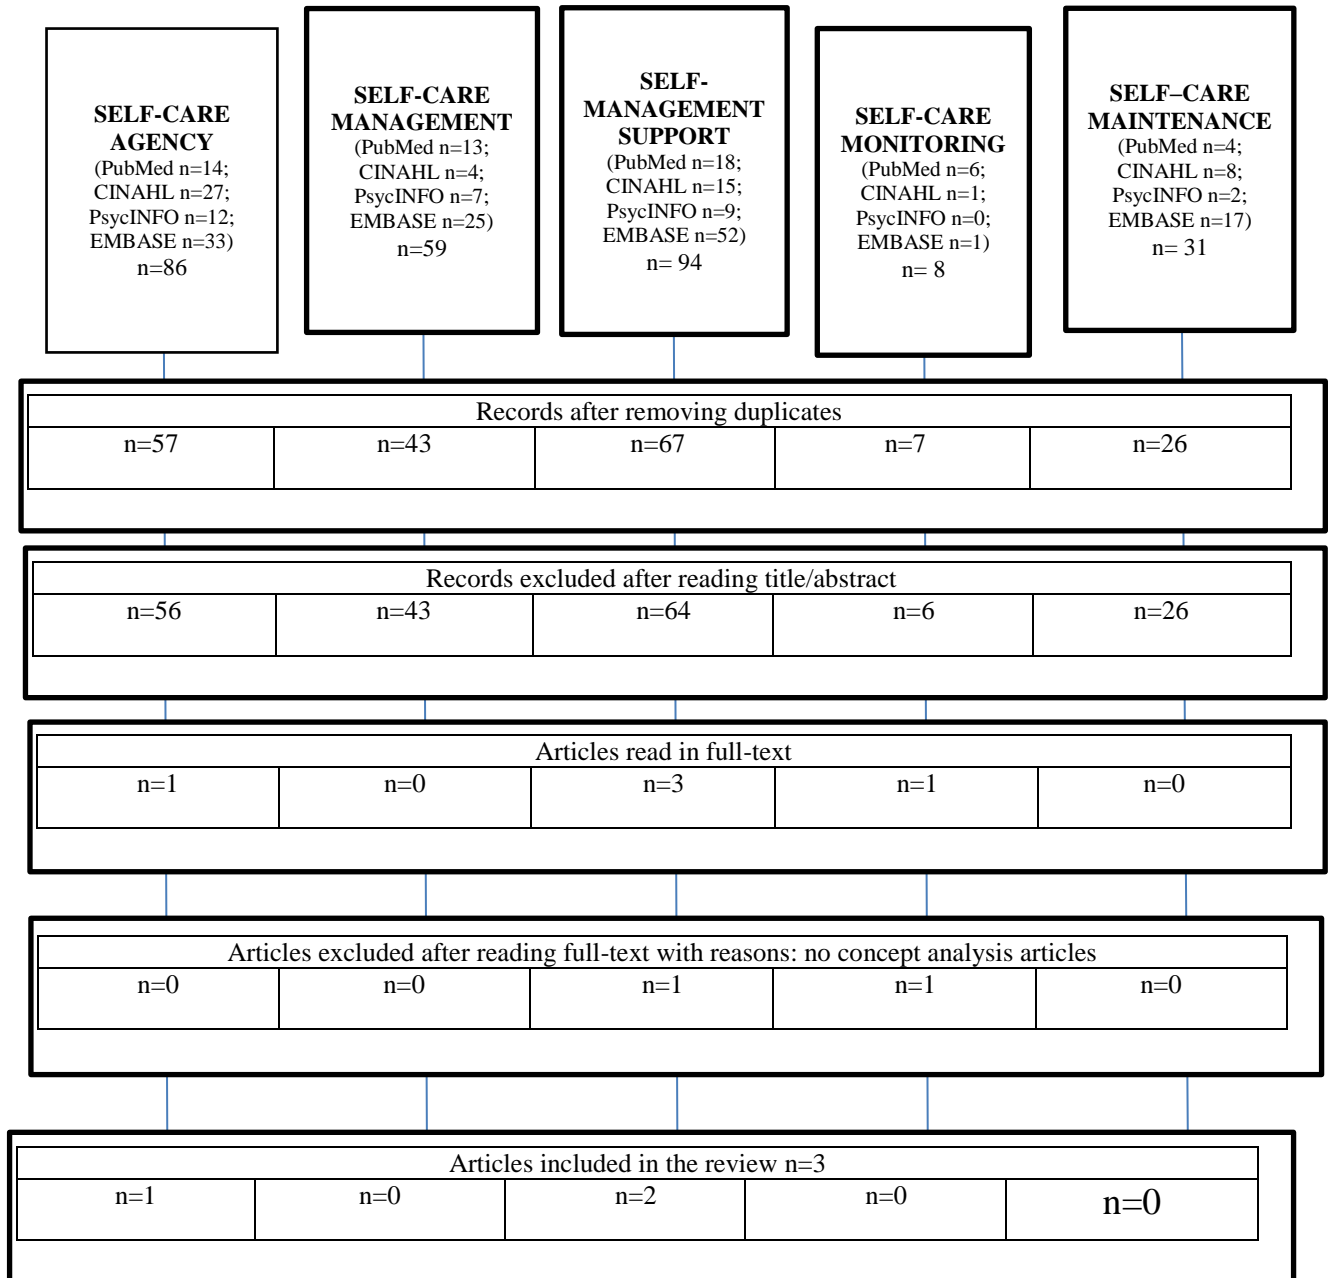 SELF-CARE
AGENCY
(PubMed n=14;
CINAHL n=27;
PsycINFO n=12;
EMBASE n=33)
n=86
SELF-CARE
MANAGEMENT
(PubMed n=13;
CINAHL n=4;
PsycINFO n=7;
EMBASE n=25)
n=59
SELF-
MANAGEMENT
SUPPORT
(PubMed n=18;
CINAHL n=15;
PsycINFO n=9;
EMBASE n=52)
n= 94
SELF-CARE
MONITORING
(PubMed n=6;
CINAHL n=1;
PsycINFO n=0;
EMBASE n=1)
n= 8
SELF–CARE
MAINTENANCE
(PubMed n=4;
CINAHL n=8;
PsycINFO n=2;
EMBASE n=17)
n= 31
Records after removing duplicates
n=57 n=43 n=67 n=7 n=26
Records excluded after reading title/abstract
n=56 n=43 n=64 n=6 n=26
Articles read in full-text
n=1 n=0 n=3 n=1 n=0
Articles excluded after reading full-text with reasons: no concept analysis articles
n=0 n=0 n=1 n=1 n=0
Articles included in the review n=3
n=1 n=0 n=2 n=0 n=0